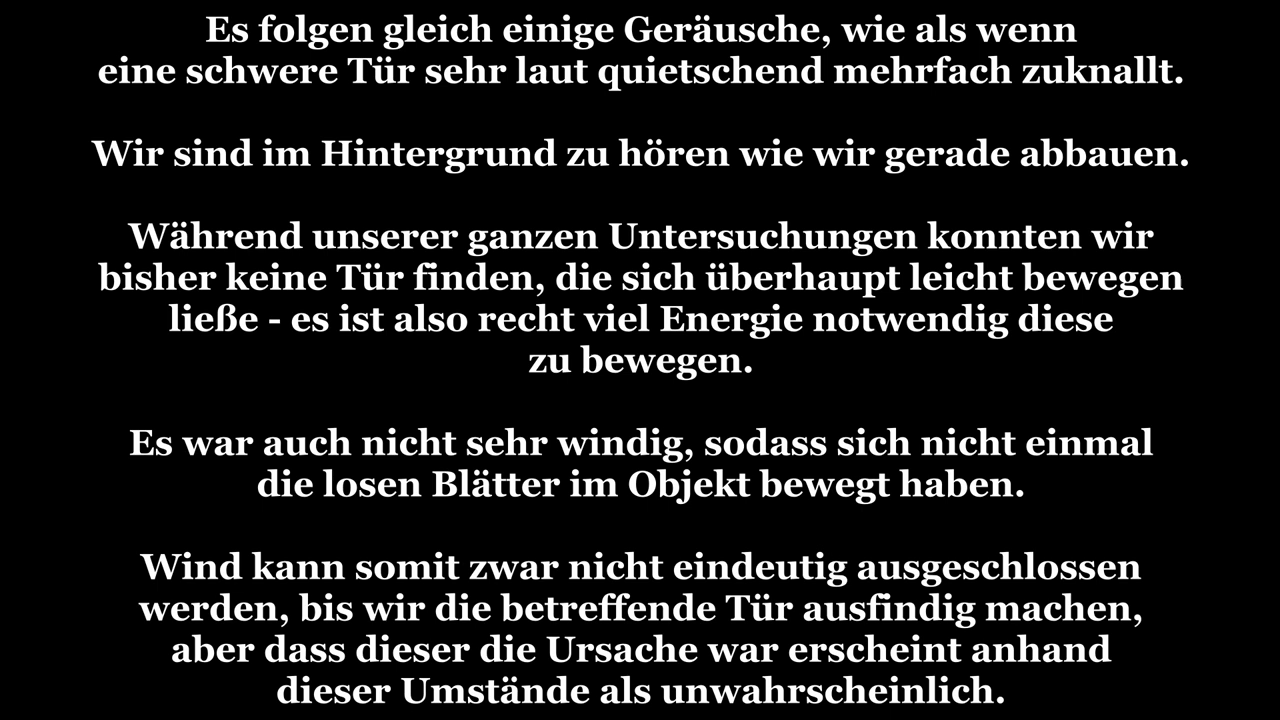 Es folgen gleich einige Geräusche, wie als wenn
eine schwere Tür sehr laut quietschend mehrfach zuknallt.
Wir sind im Hintergrund zu hören wie wir gerade abbauen.
Während unserer ganzen Untersuchungen konnten wir
bisher keine Tür finden, die sich überhaupt leicht bewegen
ließe - es ist also recht viel Energie notwendig diese
zu bewegen.
Es war auch nicht sehr windig, sodass sich nicht einmal
die losen Blätter im Objekt bewegt haben.
Wind kann somit zwar nicht eindeutig ausgeschlossen
werden, bis wir die betreffende Tür ausfindig machen,
aber dass dieser die Ursache war erscheint anhand
dieser Umstände als unwahrscheinlich.